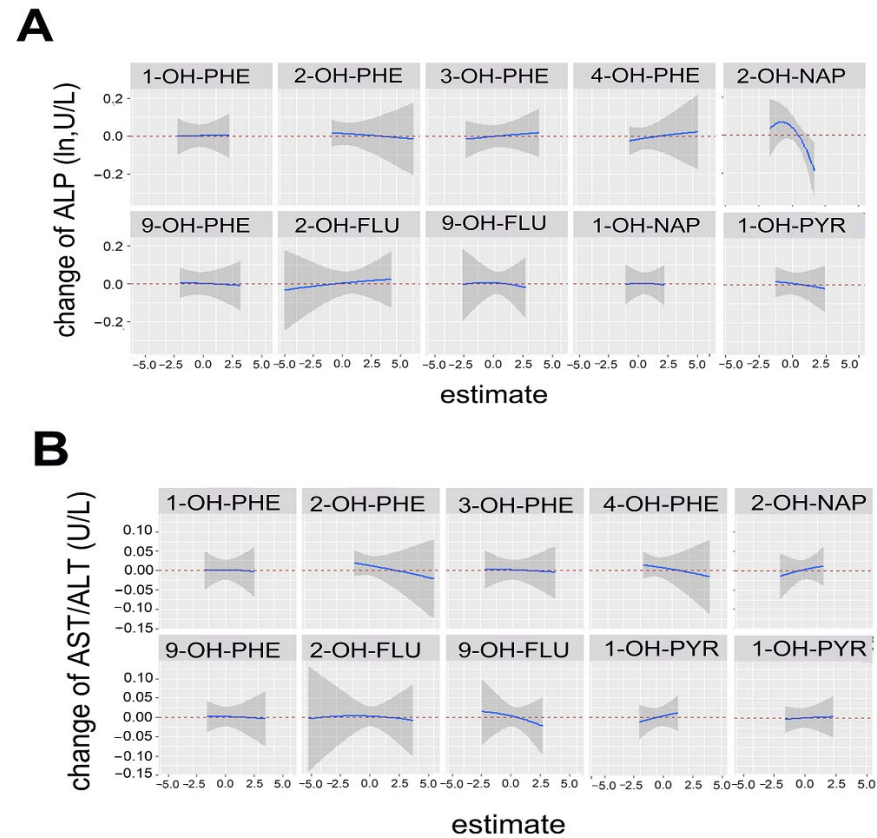 A
1-OH-PHE 2-OH-PHE 3-OH-PHE 4-OH-PHE 2-OH-NAP
0.2
0.0
−0.2
9-OH-PHE 2-OH-FLU 9-OH-FLU 1-OH-NAP 1-OH-PYR
0.2
0.0
−0.2
change of ALP (ln,U/L)
−5.0 −2.5 0.0 2.5 5.0 −5.0 −2.5 0.0 2.5 5.0 −5.0 −2.5 0.0 2.5 5.0 −5.0 −2.5 0.0 2.5 5.0 −5.0 −2.5 0.0 2.5 5.0
estimate
B
1-OH-PHE 2-OH-PHE 3-OH-PHE 4-OH-PHE 2-OH-NAP
0.10
0.05
0.00
−0.05
−0.10
−0.15
9-OH-PHE 2-OH-FLU 9-OH-FLU 1-OH-PYR 1-OH-PYR
0.10
0.05
0.00
−0.05
−0.10
−0.15
change of AST/ALT (U/L)
−5.0 −2.5 0.0 2.5 5.0 −5.0 −2.5 0.0 2.5 5.0 −5.0 −2.5 0.0 2.5 5.0 −5.0 −2.5 0.0 2.5 5.0 −5.0 −2.5 0.0 2.5 5.0
estimate